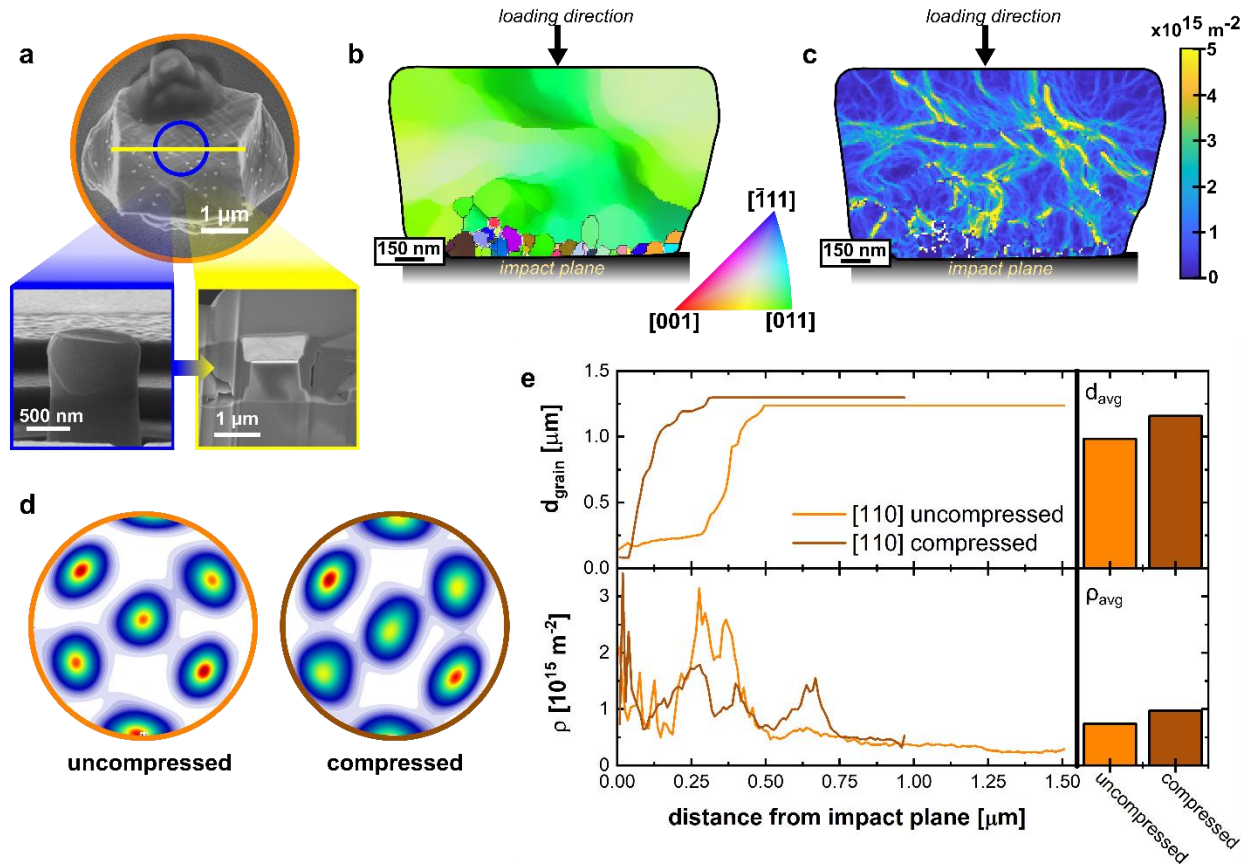 a
1 µm
500 nm
1 µm
b
loading direction
150 nm
impact plane
[1̄11]
[001]
[011]
c
loading direction
150 nm
impact plane
x10¹⁵ m⁻²
5
4
3
2
1
0
d
uncompressed
compressed
e
d_grain [µm]
1.5
1.0
0.5
0.0
[110] uncompressed
[110] compressed
d_avg
ρ [10¹⁵ m⁻²]
3
2
1
0
ρ_avg
0.00 0.25 0.50 0.75 1.00 1.25 1.50
distance from impact plane [µm]
uncompressed
compressed